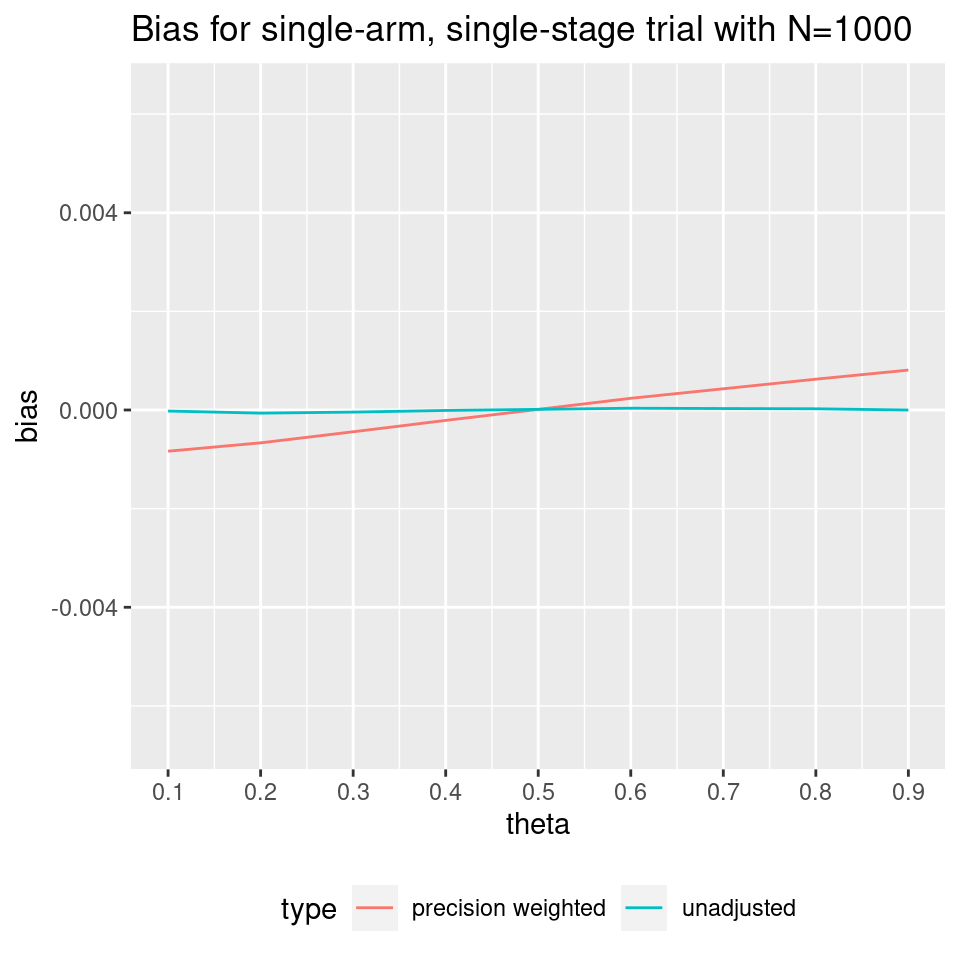 Bias for single-arm, single-stage trial with N=1000
bias
0.004
0.000
-0.004
0.1 0.2 0.3 0.4 0.5 0.6 0.7 0.8 0.9
theta
type precision weighted unadjusted